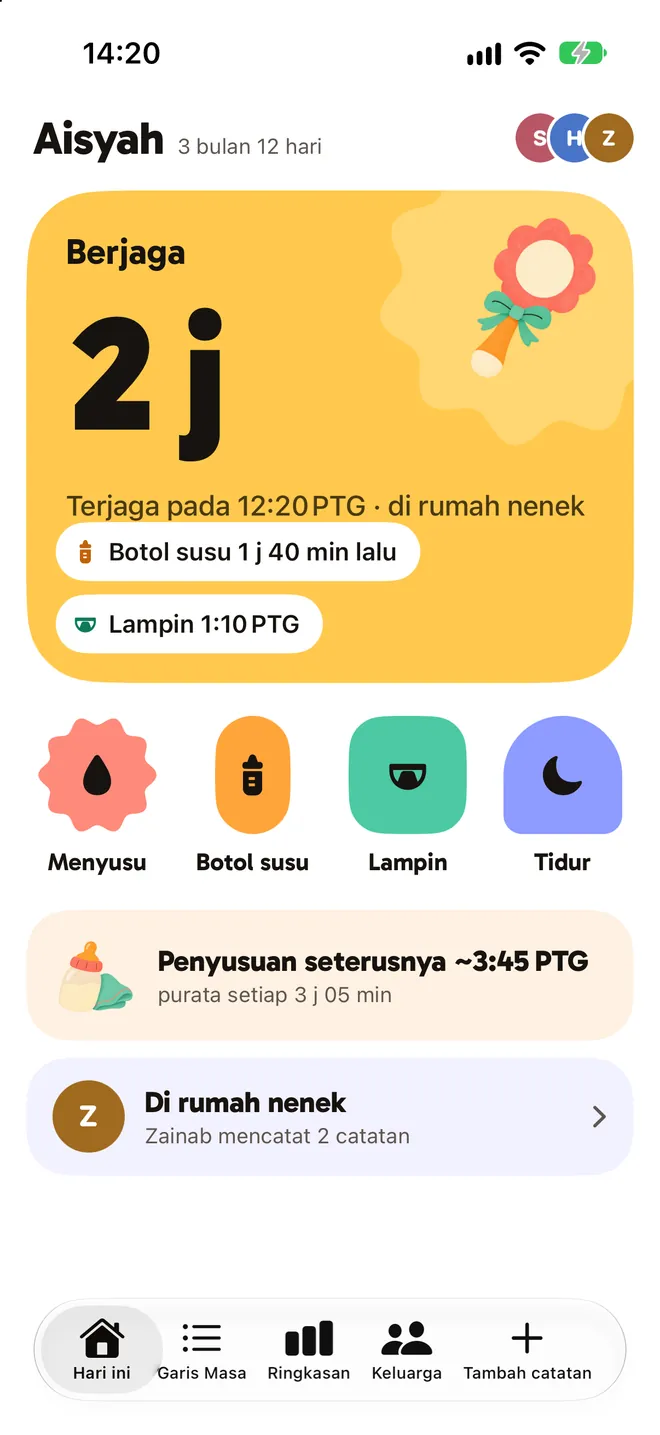 14:20
Aisyah 3 bulan 12 hari
S H Z
Berjaga
2 j
Terjaga pada 12:20 PTG · di rumah nenek
Botol susu 1 j 40 min lalu
Lampin 1:10 PTG
Menyusu Botol susu Lampin Tidur
Penyusuan seterusnya ~3:45 PTG
purata setiap 3 j 05 min
Z
Di rumah nenek
Zainab mencatat 2 catatan
Hari ini Garis Masa Ringkasan Keluarga Tambah catatan